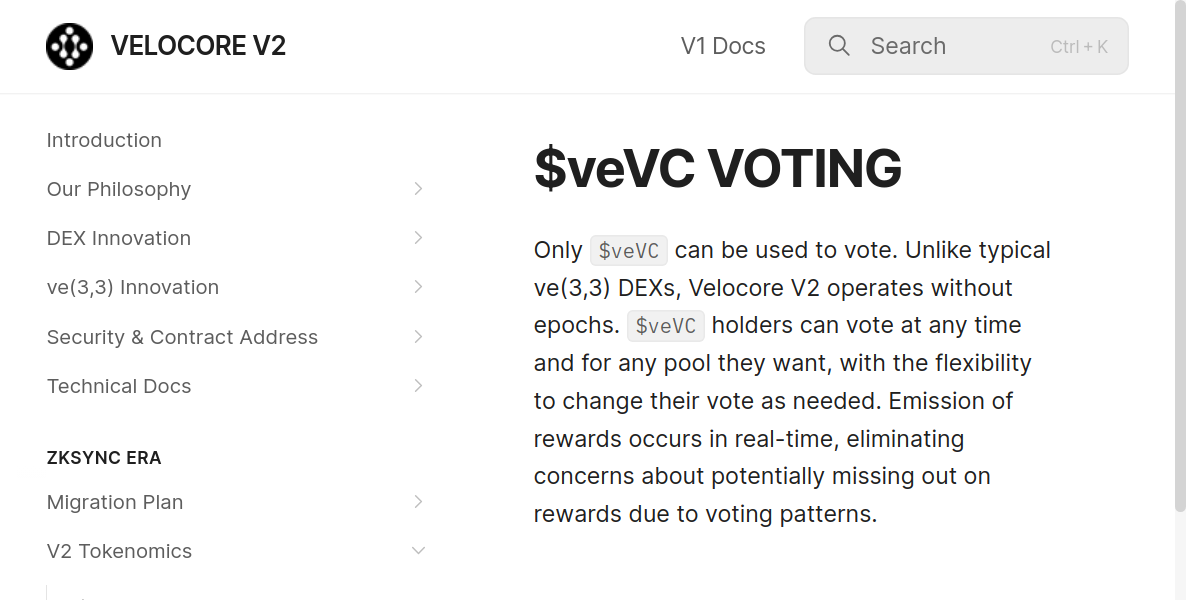 VELOCORE V2
V1 Docs
Search
Ctrl + K
Introduction
Our Philosophy
DEX Innovation
ve(3,3) Innovation
Security & Contract Address
Technical Docs
ZKSYNC ERA
Migration Plan
V2 Tokenomics
$veVC VOTING
Only $veVC can be used to vote. Unlike typical
ve(3,3) DEXs, Velocore V2 operates without
epochs. $veVC holders can vote at any time
and for any pool they want, with the flexibility
to change their vote as needed. Emission of
rewards occurs in real-time, eliminating
concerns about potentially missing out on
rewards due to voting patterns.